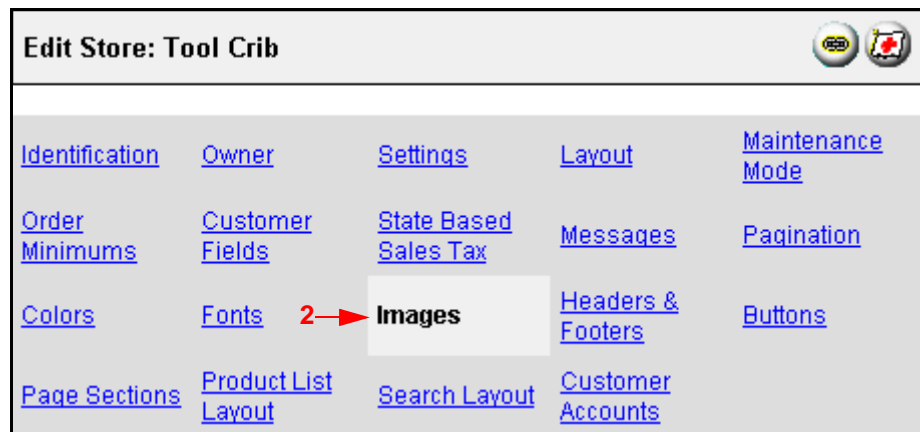 Edit Store: Tool Crib
Identification Owner Settings Layout Maintenance Mode
Order Minimums Customer Fields State Based Sales Tax Messages Pagination
Colors Fonts 2 Images Headers & Footers Buttons
Page Sections Product List Layout Search Layout Customer Accounts